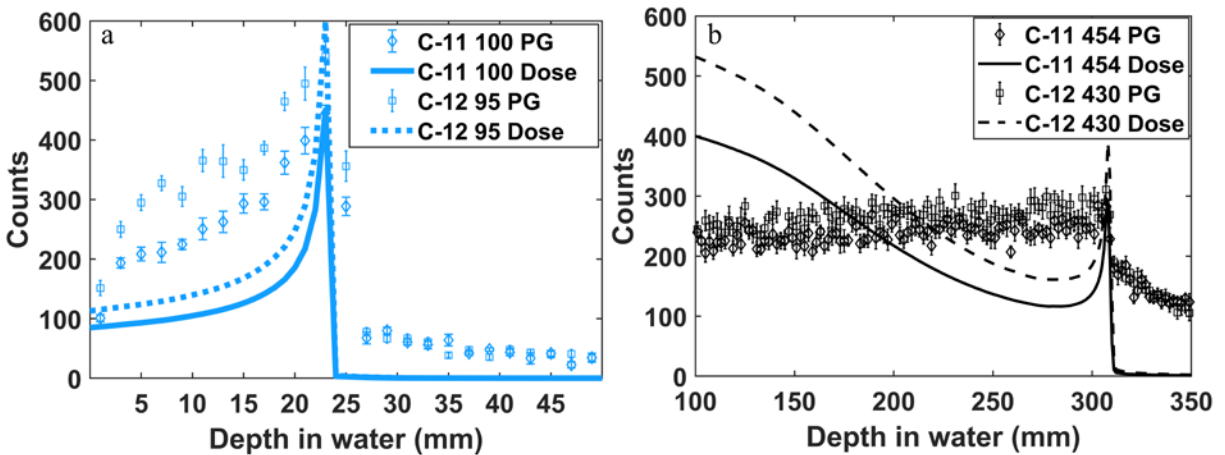 a
C-11 100 PG
C-11 100 Dose
C-12 95 PG
C-12 95 Dose
Counts
600
500
400
300
200
100
0
5 10 15 20 25 30 35 40 45
Depth in water (mm)
b
C-11 454 PG
C-11 454 Dose
C-12 430 PG
C-12 430 Dose
Counts
600
500
400
300
200
100
0
100 150 200 250 300 350
Depth in water (mm)